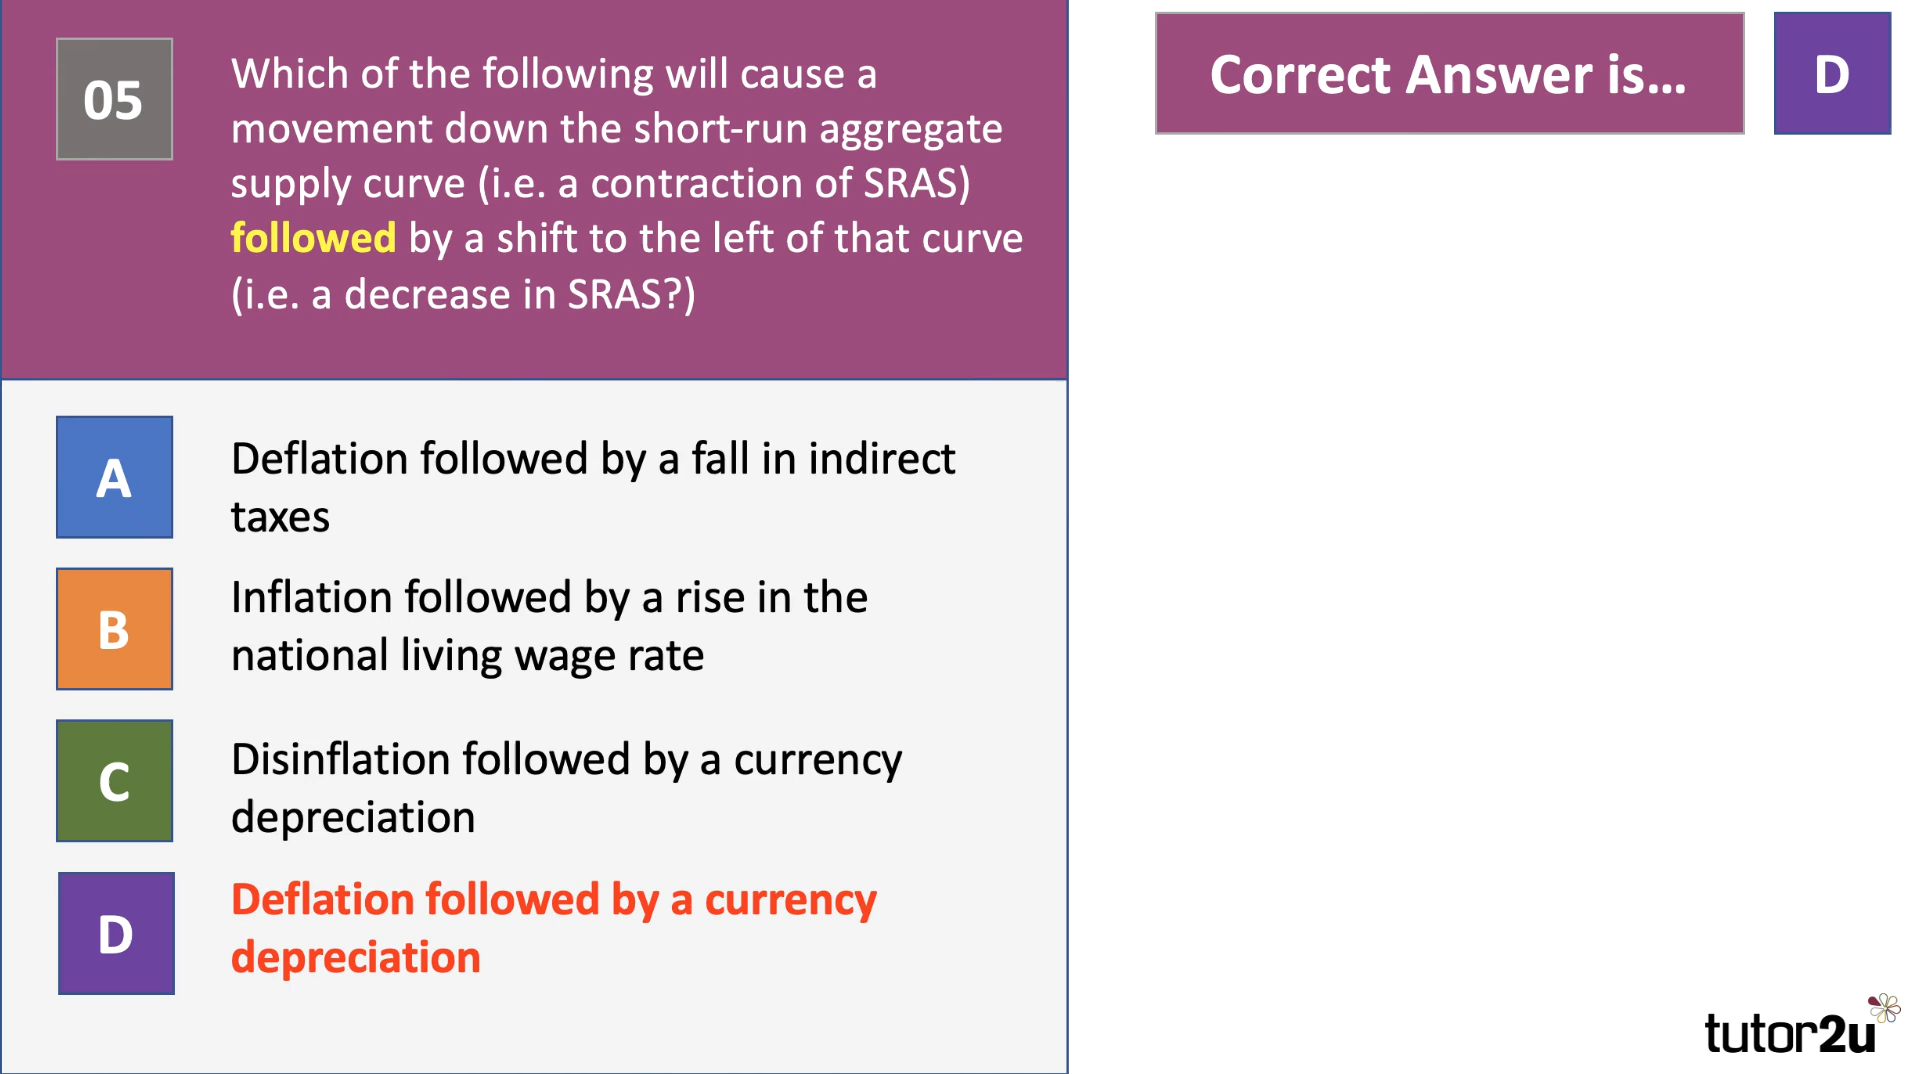 05
Which of the following will cause a
movement down the short-run aggregate
supply curve (i.e. a contraction of SRAS)
followed by a shift to the left of that curve
(i.e. a decrease in SRAS?)
A
Deflation followed by a fall in indirect
taxes
B
Inflation followed by a rise in the
national living wage rate
C
Disinflation followed by a currency
depreciation
D
Deflation followed by a currency
depreciation
Correct Answer is...
D
tutor2u